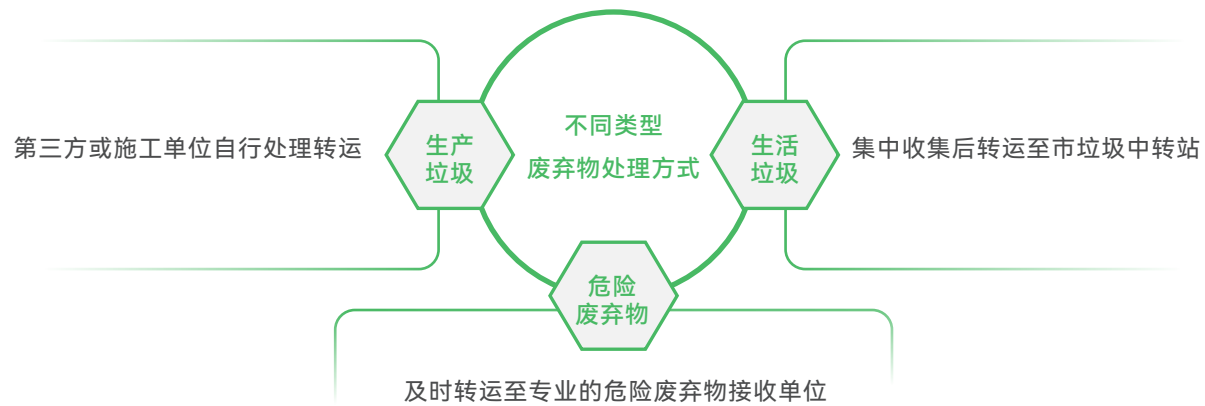 不同类型
废弃物处理方式
生产
垃圾
第三方或施工单位自行处理转运
生活
垃圾
集中收集后转运至市垃圾中转站
危险
废弃物
及时转运至专业的危险废弃物接收单位